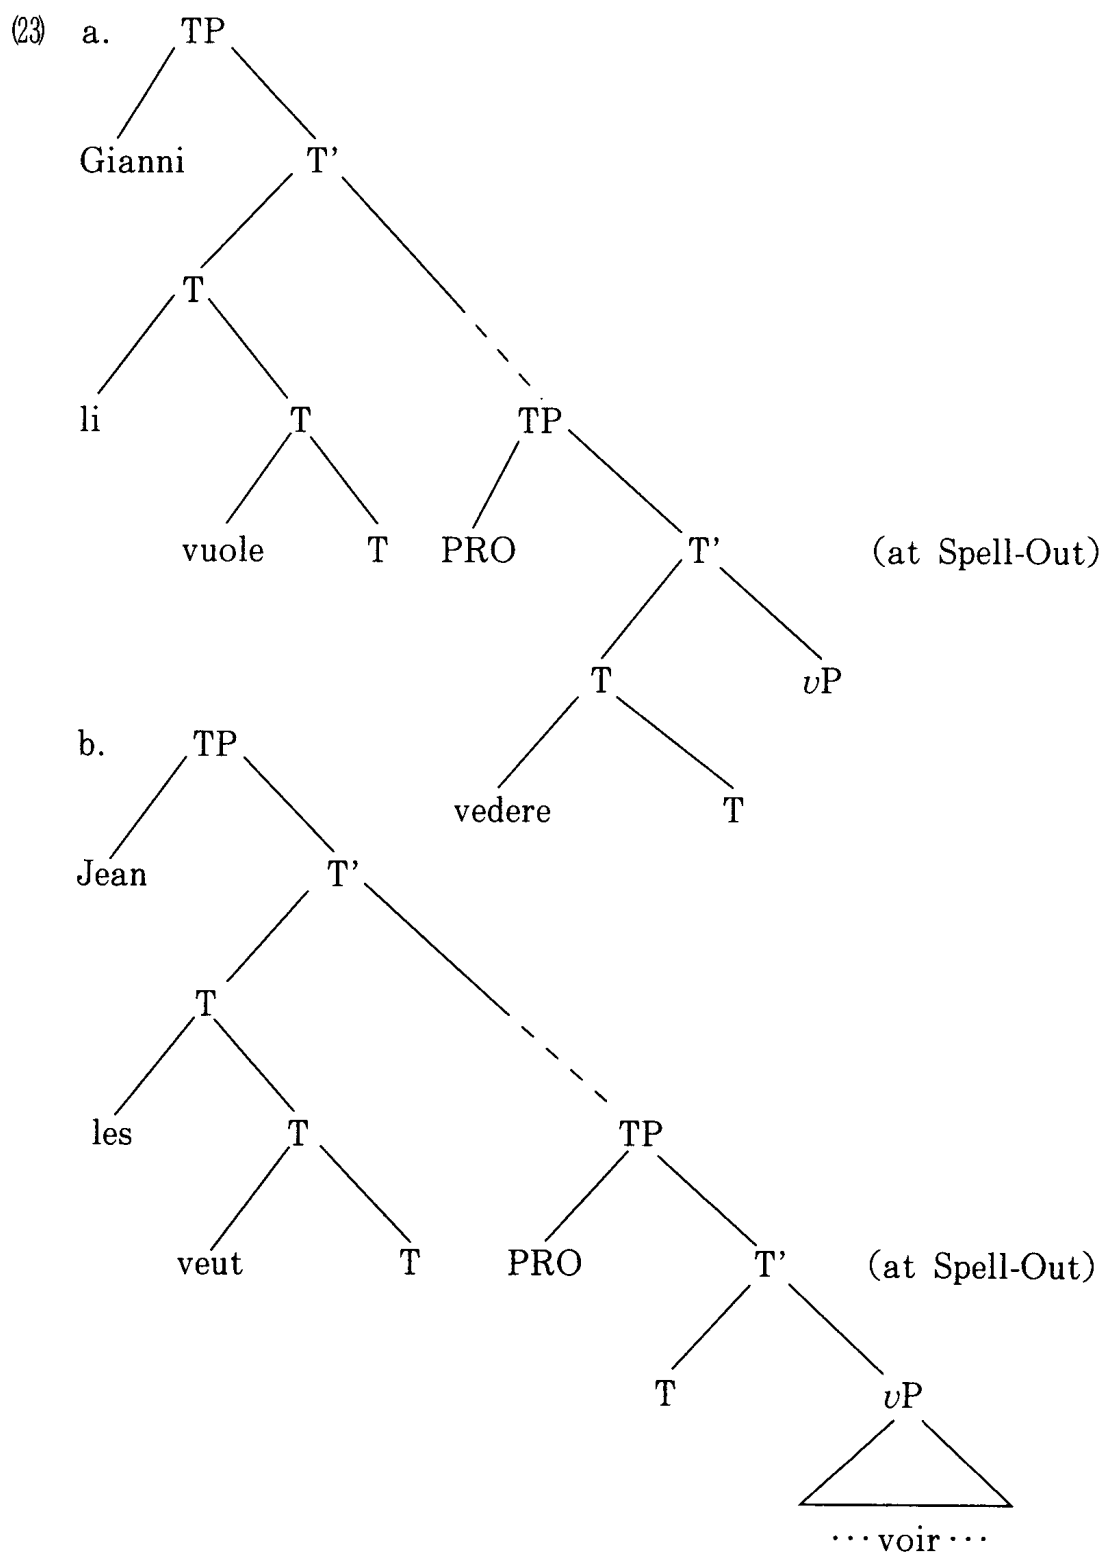 (23) a. TP
Gianni T'
T
li T TP
vuole T PRO T' (at Spell-Out)
T vP
b. TP vedere T
Jean T'
T
les T TP
veut T PRO T' (at Spell-Out)
T vP
··· voir ···